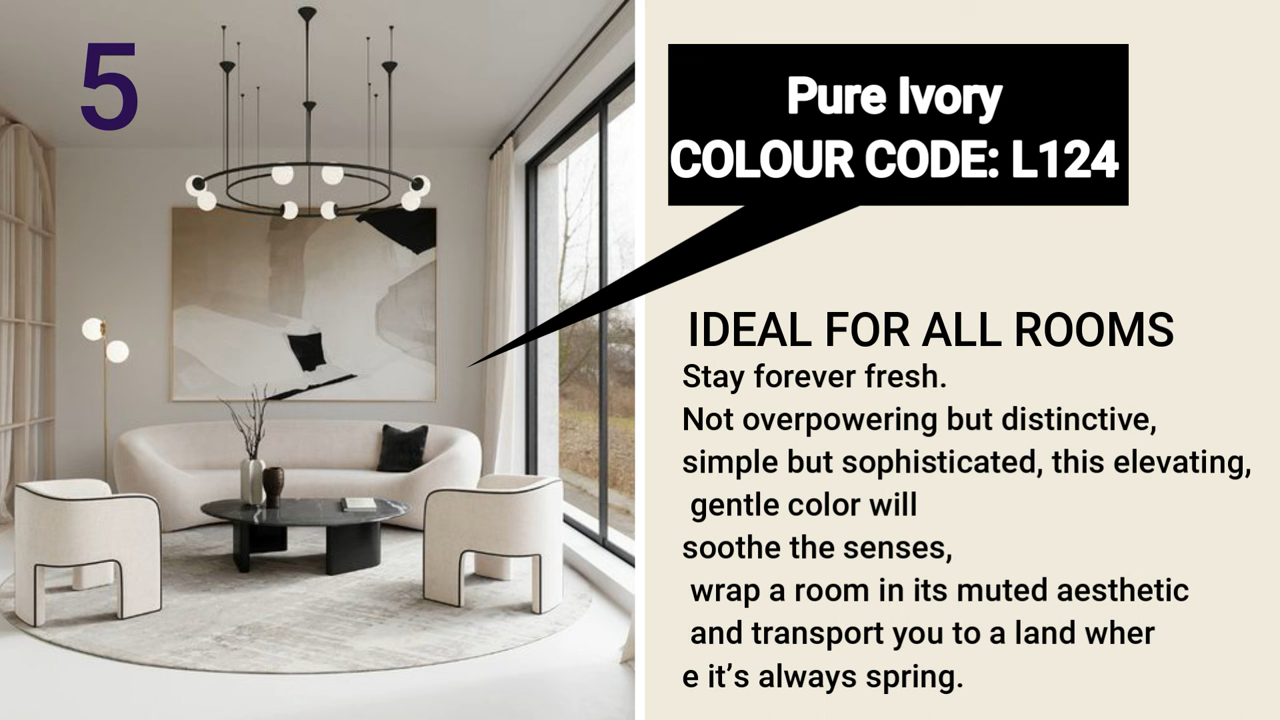 5
Pure Ivory
COLOUR CODE: L124
IDEAL FOR ALL ROOMS
Stay forever fresh.
Not overpowering but distinctive,
simple but sophisticated, this elevating,
gentle color will
soothe the senses,
wrap a room in its muted aesthetic
and transport you to a land wher
e it’s always spring.